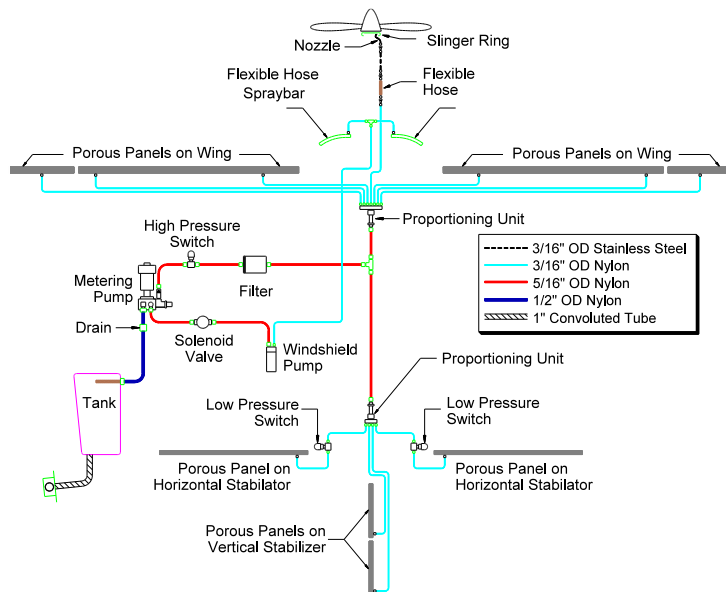 Nozzle
Slinger Ring
Flexible Hose
Spraybar
Flexible
Hose
Porous Panels on Wing
Porous Panels on Wing
High Pressure
Switch
Proportioning Unit
3/16" OD Stainless Steel
3/16" OD Nylon
5/16" OD Nylon
1/2" OD Nylon
1" Convoluted Tube
Metering
Pump
Filter
Drain
Solenoid
Valve
Windshield
Pump
Proportioning Unit
Tank
Low Pressure
Switch
Low Pressure
Switch
Porous Panel on
Horizontal Stabilator
Porous Panel on
Horizontal Stabilator
Porous Panels on
Vertical Stabilizer